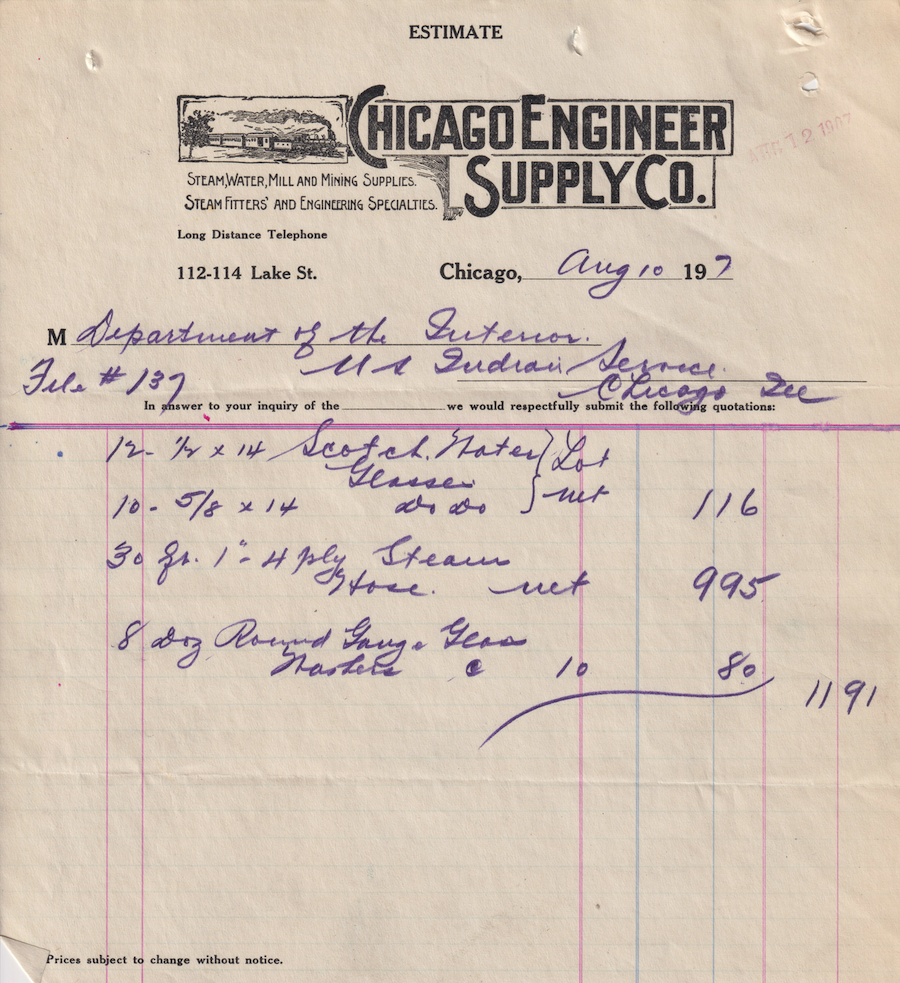 ESTIMATE
CHICAGO ENGINEER
SUPPLY CO.
AUG 12 1907
STEAM, WATER, MILL AND MINING SUPPLIES.
STEAM FITTERS' AND ENGINEERING SPECIALTIES.
Long Distance Telephone
112-114 Lake St.
Chicago, Aug 10 197
M Department of the Interior.
U S Indian Service.
File # 137
Chicago Ill
In answer to your inquiry of the we would respectfully submit the following quotations:
12 - 1/2 x 14 Scotch Water } Lot
Glasses
10 - 5/8 x 14 Do Do } net 116
30 ft. 1" - 4 ply Steam
Hose. net 995
8 Doz Round Gauge Glass
Washers c 10 80
1191
Prices subject to change without notice.